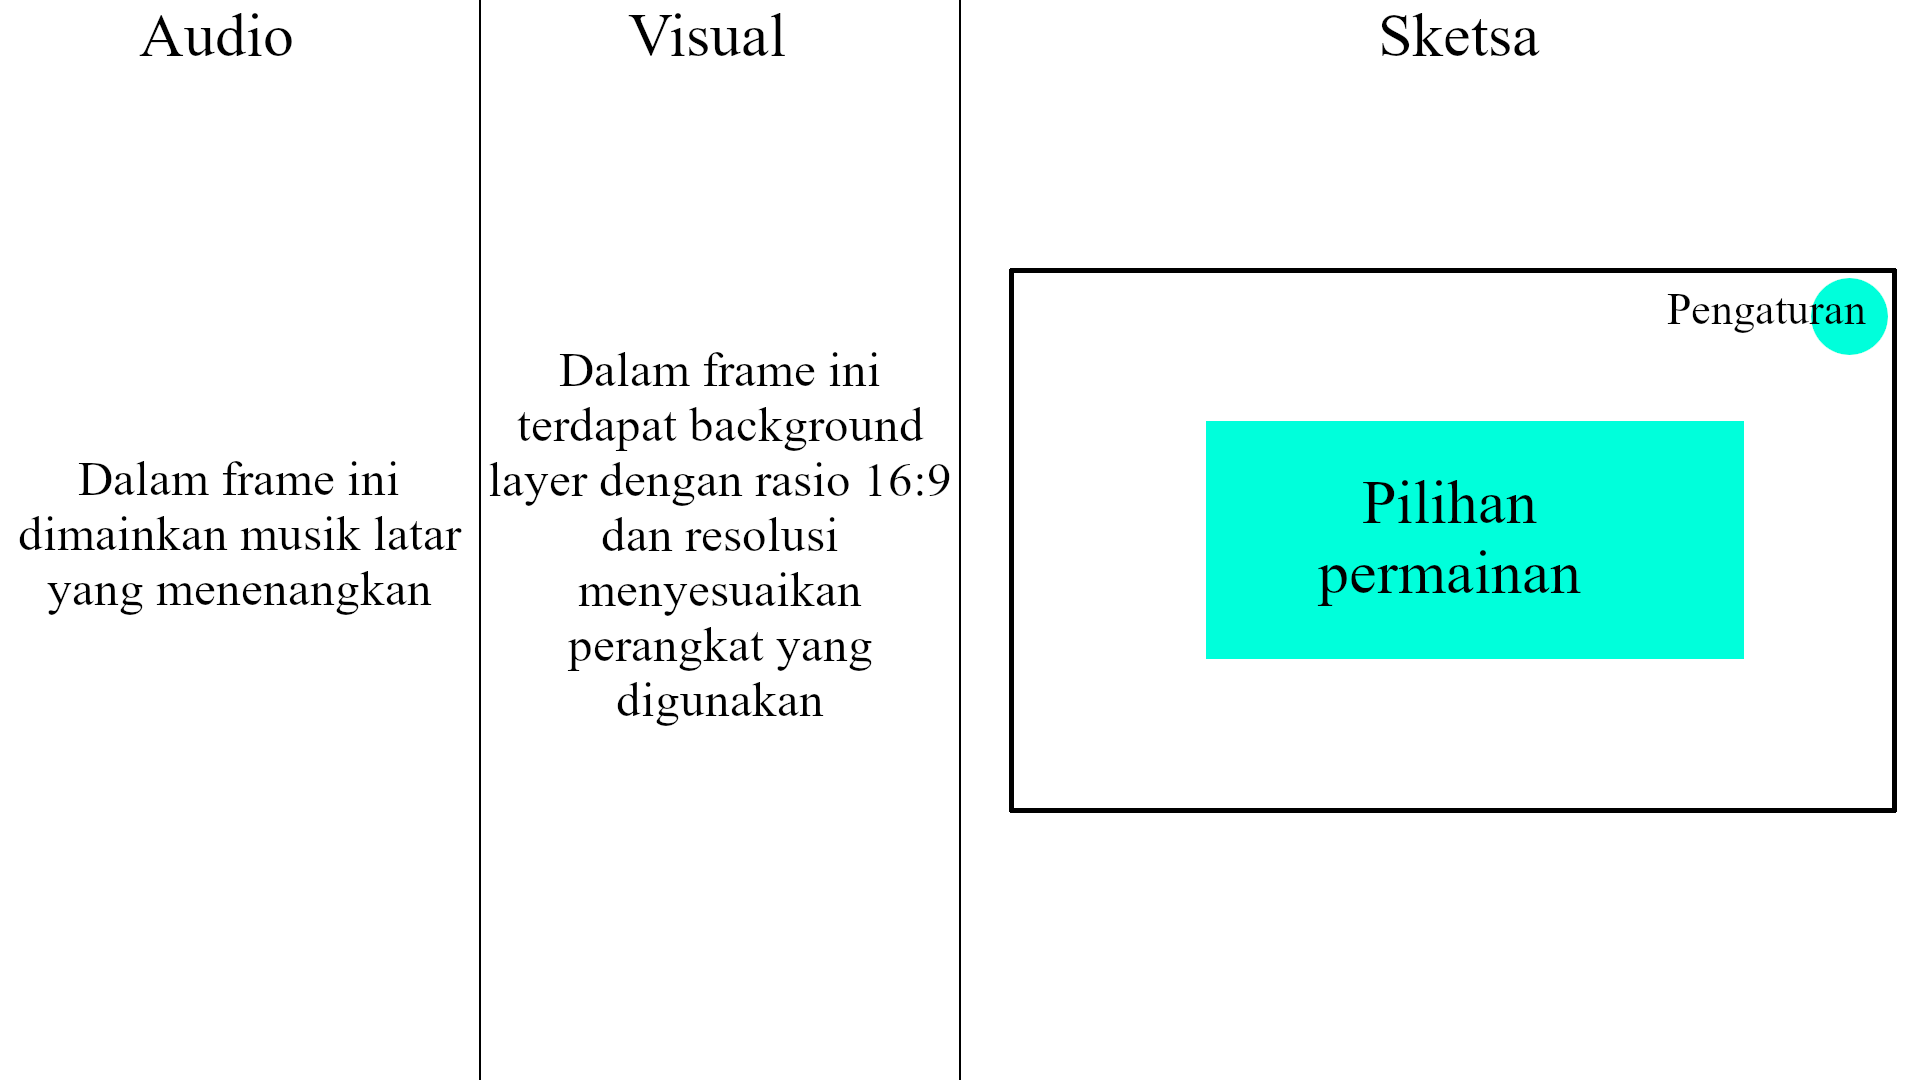 Audio
Visual
Sketsa
Dalam frame ini
dimainkan musik latar
yang menenangkan
Dalam frame ini
terdapat background
layer dengan rasio 16:9
dan resolusi
menyesuaikan
perangkat yang
digunakan
Pengaturan
Pilihan
permainan